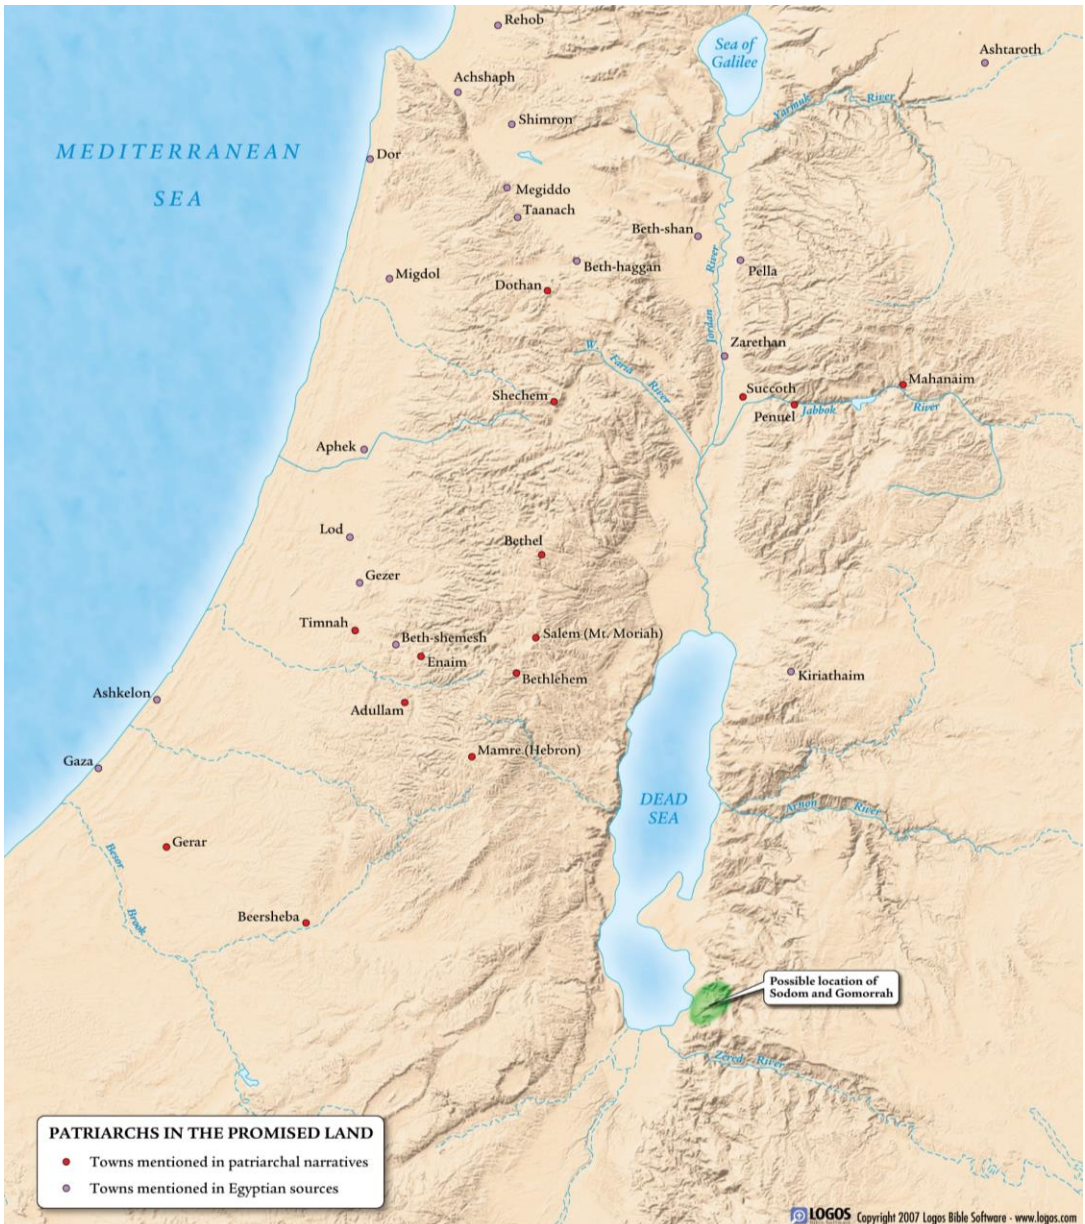 Rehob
Sea of
Galilee
Ashtaroth
Achshaph
Yarmuk River
Shimron
MEDITERRANEAN
SEA
Dor
Megiddo
Taanach
Beth-shan
Beth-haggan
Pella
Migdol
Dothan
Jordan River
W. Faria River
Zarethan
Mahanaim
Succoth
Shechem
Penuel
Jabbok River
Aphek
Lod
Bethel
Gezer
Timnah
Beth-shemesh
Salem (Mt. Moriah)
Enaim
Bethlehem
Kiriathaim
Ashkelon
Adullam
Mamre (Hebron)
Gaza
DEAD
SEA
Arnon River
Gerar
Besor Brook
Beersheba
Possible location of
Sodom and Gomorrah
Zered River
PATRIARCHS IN THE PROMISED LAND
Towns mentioned in patriarchal narratives
Towns mentioned in Egyptian sources
LOGOS Copyright 2007 Logos Bible Software - www.logos.com